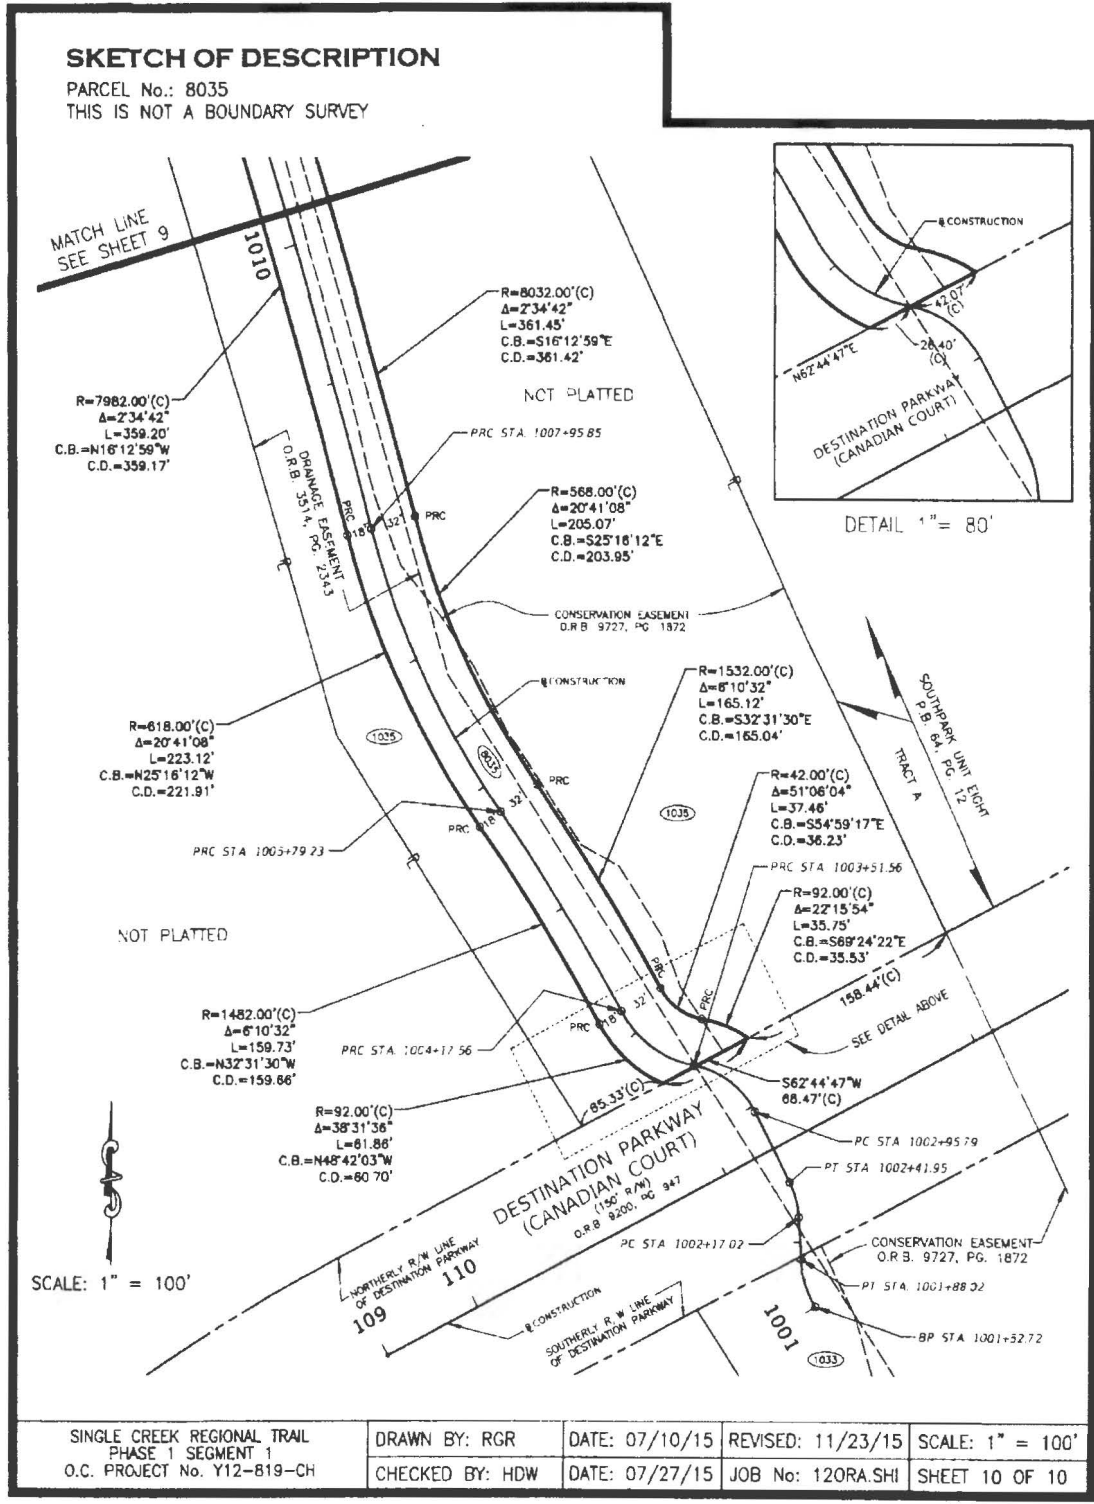 SKETCH OF DESCRIPTION
PARCEL No.: 8035
THIS IS NOT A BOUNDARY SURVEY
MATCH LINE
SEE SHEET 9
1010
R=8032.00'(C)
Δ=2°34'42"
L=361.45'
C.B.=S16°12'59"E
C.D.=361.42'
NOT PLATTED
R=7982.00'(C)
Δ=2°34'42"
L=359.20'
C.B.=N16°12'59"W
C.D.=359.17'
PRC STA. 1007+95.85
DRAINAGE EASEMENT
O.R.B. 3514, PG. 2343
PRC
18'
32'
PRC
R=568.00'(C)
Δ=20°41'08"
L=205.07'
C.B.=S25°16'12"E
C.D.=203.95'
CONSERVATION EASEMENT
O.R.B. 9727, PG. 1872
CONSTRUCTION
42.07'
(C)
26.40'
(C)
N62°44'47"E
DESTINATION PARKWAY
(CANADIAN COURT)
DETAIL 1"= 80'
CONSTRUCTION
R=1532.00'(C)
Δ=6°10'32"
L=165.12'
C.B.=S32°31'30"E
C.D.=165.04'
SOUTHPARK UNIT EIGHT
P.B. 64, PG. 12
TRACT A
R=618.00'(C)
Δ=20°41'08"
L=223.12'
C.B.=N25°16'12"W
C.D.=221.91'
1035
8035
PRC
18'
32'
PRC
1035
R=42.00'(C)
Δ=51°06'04"
L=37.46'
C.B.=S54°59'17"E
C.D.=36.23'
PRC STA 1005+79.23
PRC STA 1003+51.56
R=92.00'(C)
Δ=22°15'54"
L=35.75'
C.B.=S69°24'22"E
C.D.=35.53'
NOT PLATTED
PRC
PRC
158.44'(C)
SEE DETAIL ABOVE
R=1482.00'(C)
Δ=6°10'32"
L=159.73'
C.B.=N32°31'30"W
C.D.=159.66'
PRC
18'
32'
PRC STA. 1004+17.56
S62°44'47"W
68.47'(C)
85.33'(C)
R=92.00'(C)
Δ=38°31'36"
L=61.86'
C.B.=N48°42'03"W
C.D.=60.70'
PC STA 1002+95.79
PT STA 1002+41.95
DESTINATION PARKWAY
(CANADIAN COURT)
(150' R/W)
O.R.B 9200, PG 947
PC STA 1002+17.02
CONSERVATION EASEMENT
O.R.B. 9727, PG. 1872
SCALE: 1" = 100'
NORTHERLY R/W LINE
OF DESTINATION PARKWAY
109
110
CONSTRUCTION
SOUTHERLY R/W LINE
OF DESTINATION PARKWAY
PT STA. 1001+88.02
1001
BP STA 1001+52.72
1033
SINGLE CREEK REGIONAL TRAIL
PHASE 1 SEGMENT 1
O.C. PROJECT No. Y12-819-CH
DRAWN BY: RGR
DATE: 07/10/15
REVISED: 11/23/15
SCALE: 1" = 100'
CHECKED BY: HDW
DATE: 07/27/15
JOB No: 12ORA.SHI
SHEET 10 OF 10